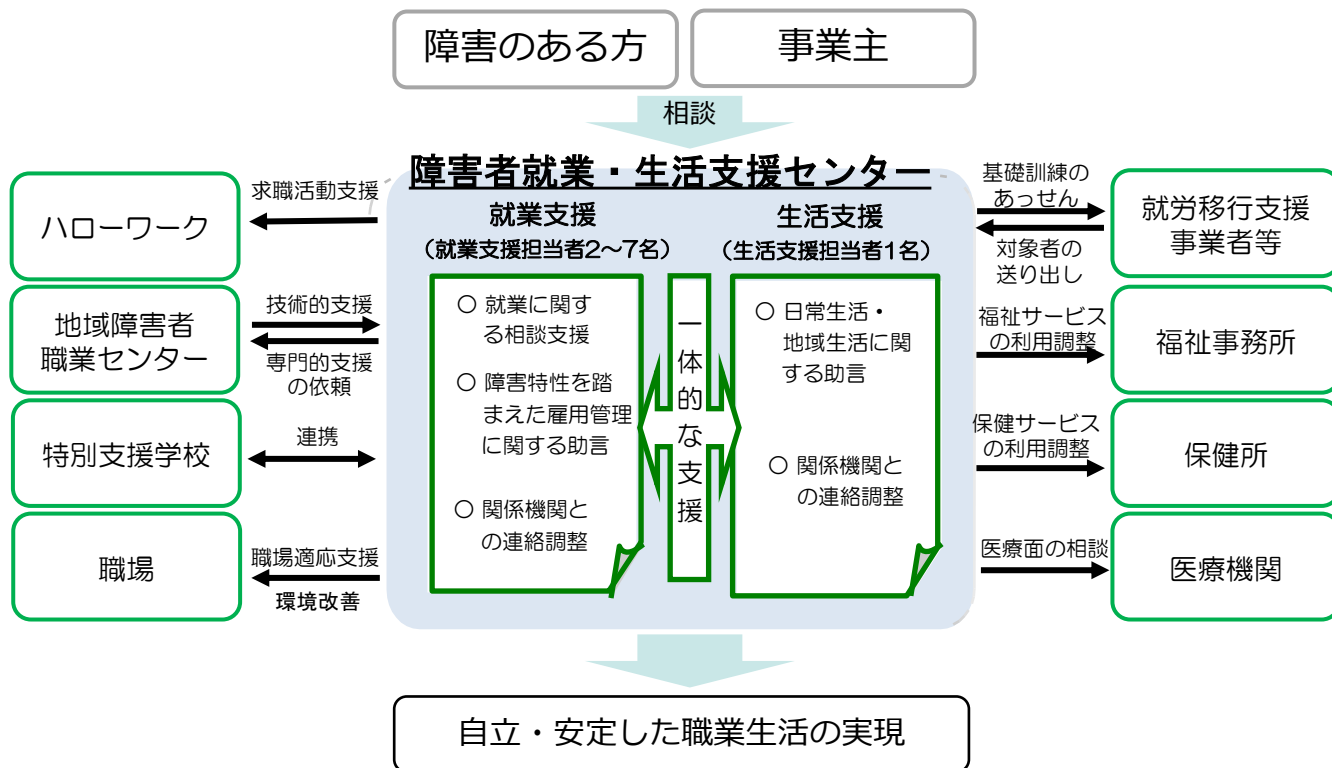 障害のある方
事業主
相談
障害者就業・生活支援センター
就業支援
（就業支援担当者2～7名）
○ 就業に関す
る相談支援
○ 障害特性を踏
まえた雇用管理
に関する助言
○ 関係機関と
の連絡調整
一体的な支援
生活支援
（生活支援担当者1名）
○ 日常生活・
地域生活に関
する助言
○ 関係機関と
の連絡調整
ハローワーク
求職活動支援
地域障害者
職業センター
技術的支援
専門的支援
の依頼
特別支援学校
連携
職場
職場適応支援
環境改善
基礎訓練の
あっせん
対象者の
送り出し
就労移行支援
事業者等
福祉サービス
の利用調整
福祉事務所
保健サービス
の利用調整
保健所
医療面の相談
医療機関
自立・安定した職業生活の実現